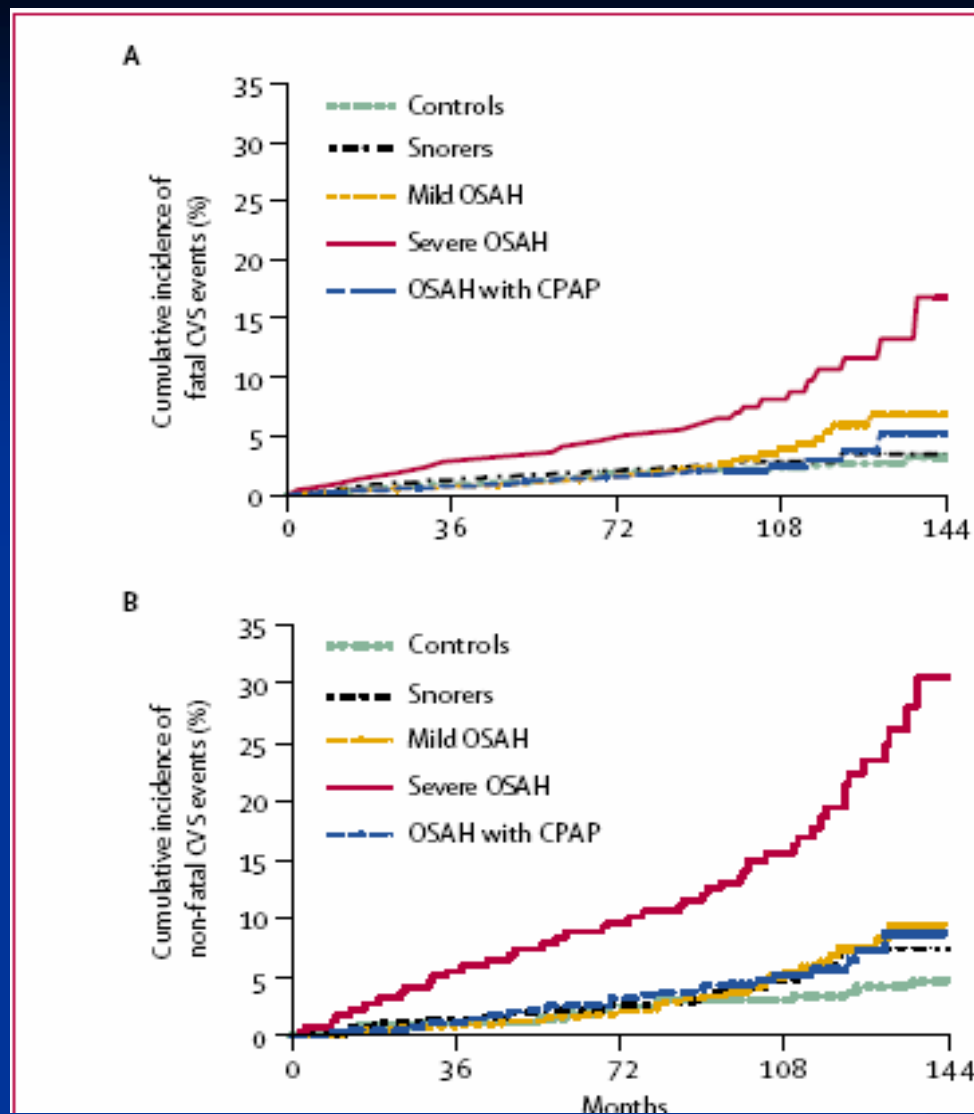 A
Cumulative incidence of
fatal CVS events (%)
35
30
25
20
15
10
5
0
Controls
Snorers
Mild OSAH
Severe OSAH
OSAH with CPAP
0 36 72 108 144
B
Cumulative incidence of
non-fatal CVS events (%)
35
30
25
20
15
10
5
0
Controls
Snorers
Mild OSAH
Severe OSAH
OSAH with CPAP
0 36 72 108 144
Months